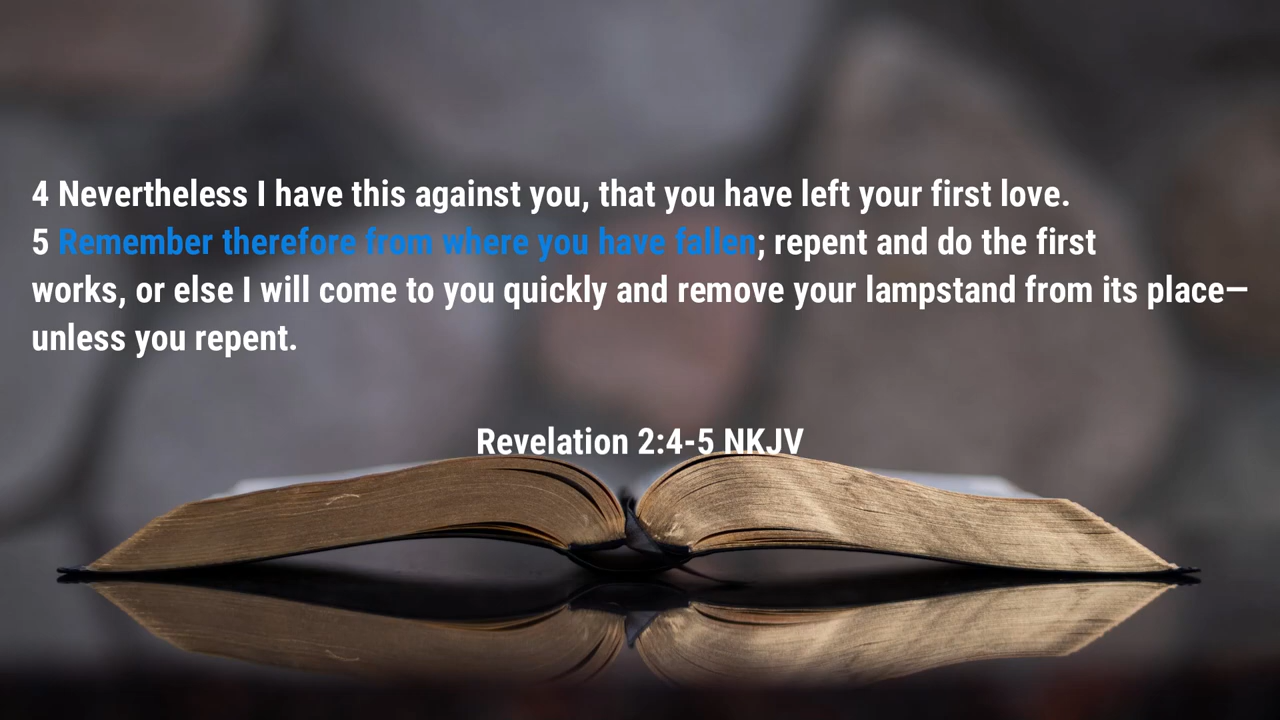 4 Nevertheless I have this against you, that you have left your first love.
5 Remember therefore from where you have fallen; repent and do the first
works, or else I will come to you quickly and remove your lampstand from its place—
unless you repent.
Revelation 2:4-5 NKJV